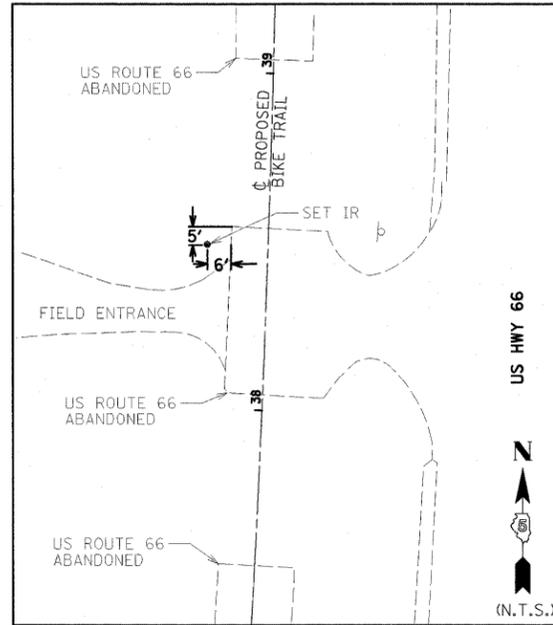 US ROUTE 66
ABANDONED
39
℄ PROPOSED
BIKE TRAIL
SET IR
5'
6'
FIELD ENTRANCE
US HWY 66
US ROUTE 66
ABANDONED
38
N
US ROUTE 66
ABANDONED
(N.T.S.)